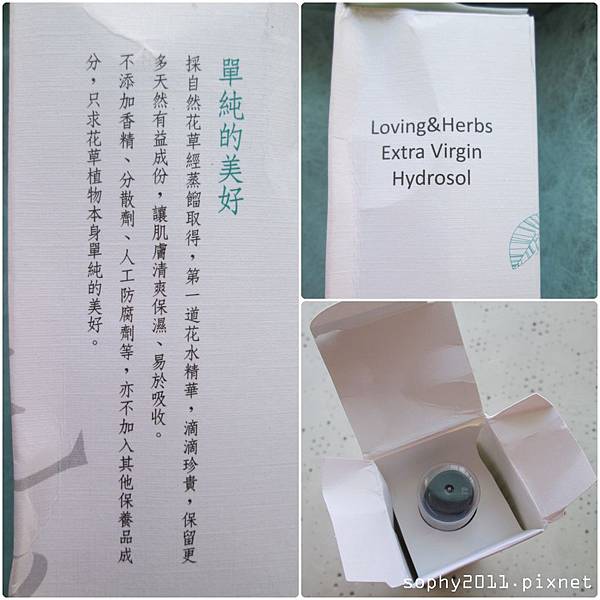 單純的美好
採自然花草經蒸餾取得，第一道花水精華，滴滴珍貴，保留更
多天然有益成份，讓肌膚清爽保濕、易於吸收。
不添加香精、分散劑、人工防腐劑等，亦不加入其他保養品成
分，只求花草植物本身單純的美好。
Loving&Herbs
Extra Virgin
Hydrosol
sophy2011.pixnet